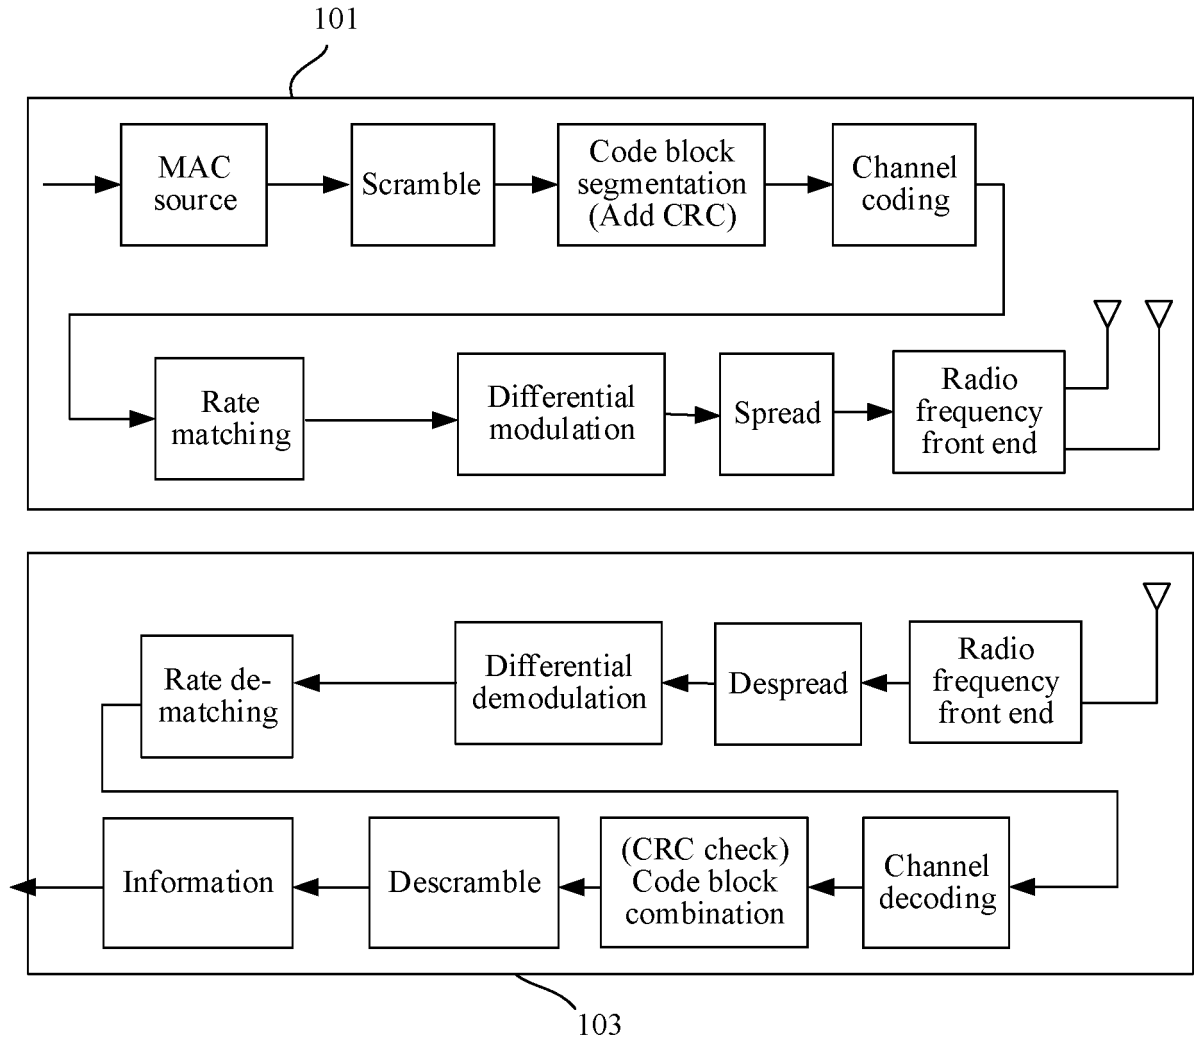 101
MAC
source
Scramble
Code block
segmentation
(Add CRC)
Channel
coding
Rate
matching
Differential
modulation
Spread
Radio
frequency
front end
Rate de-
matching
Differential
demodulation
Despread
Radio
frequency
front end
Information
Descramble
(CRC check)
Code block
combination
Channel
decoding
103